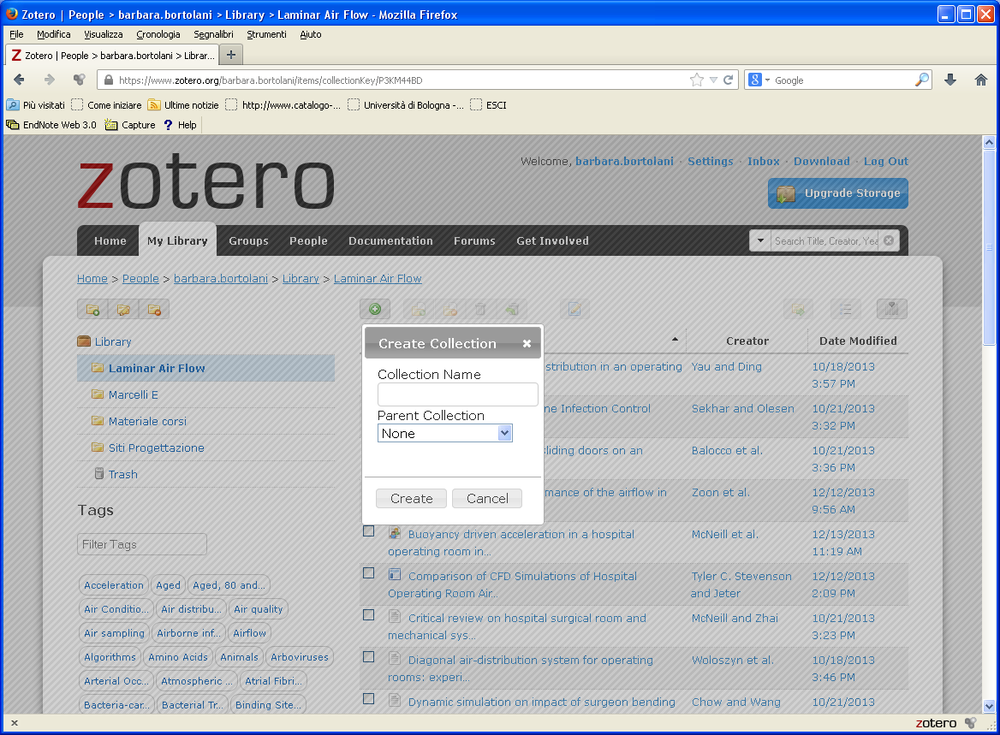 Zotero | People > barbara.bortolani > Library > Laminar Air Flow - Mozilla Firefox
File Modifica Visualizza Cronologia Segnalibri Strumenti Aiuto
Zotero | People > barbara.bortolani > Librar...
https://www.zotero.org/barbara.bortolani/items/collectionKey/P3KM44BD
Google
Più visitati Come iniziare Ultime notizie http://www.catalogo-... Università di Bologna -... ESCI
EndNote Web 3.0 Capture Help
zotero
Welcome, barbara.bortolani · Settings · Inbox · Download · Log Out
Upgrade Storage
Home My Library Groups People Documentation Forums Get Involved
Search Title, Creator, Yea
Home > People > barbara.bortolani > Library > Laminar Air Flow
Library
Laminar Air Flow
Marcelli E
Materiale corsi
Siti Progettazione
Trash
Tags
Filter Tags
Acceleration Aged Aged, 80 and...
Air Conditio... Air distribu... Air quality
Air sampling Airborne inf... Airflow
Algorithms Amino Acids Animals Arboviruses
Arterial Occ... Atmospheric ... Atrial Fibri...
Bacteria-car... Bacterial Tr... Binding Site...
Create Collection
Collection Name
Parent Collection
None
Create Cancel
Creator Date Modified
stribution in an operating Yau and Ding 10/18/2013
3:57 PM
ne Infection Control Sekhar and Olesen 10/21/2013
3:32 PM
sliding doors on an Balocco et al. 10/21/2013
3:36 PM
mance of the airflow in Zoon et al. 12/12/2013
9:56 AM
Buoyancy driven acceleration in a hospital McNeill et al. 12/13/2013
operating room in... 11:19 AM
Comparison of CFD Simulations of Hospital Tyler C. Stevenson 12/12/2013
Operating Room Air... and Jeter 2:09 PM
Critical review on hospital surgical room and McNeill and Zhai 10/21/2013
mechanical sys... 3:23 PM
Diagonal air-distribution system for operating Woloszyn et al. 10/18/2013
rooms: experi... 3:46 PM
Dynamic simulation on impact of surgeon bending Chow and Wang 10/21/2013
zotero